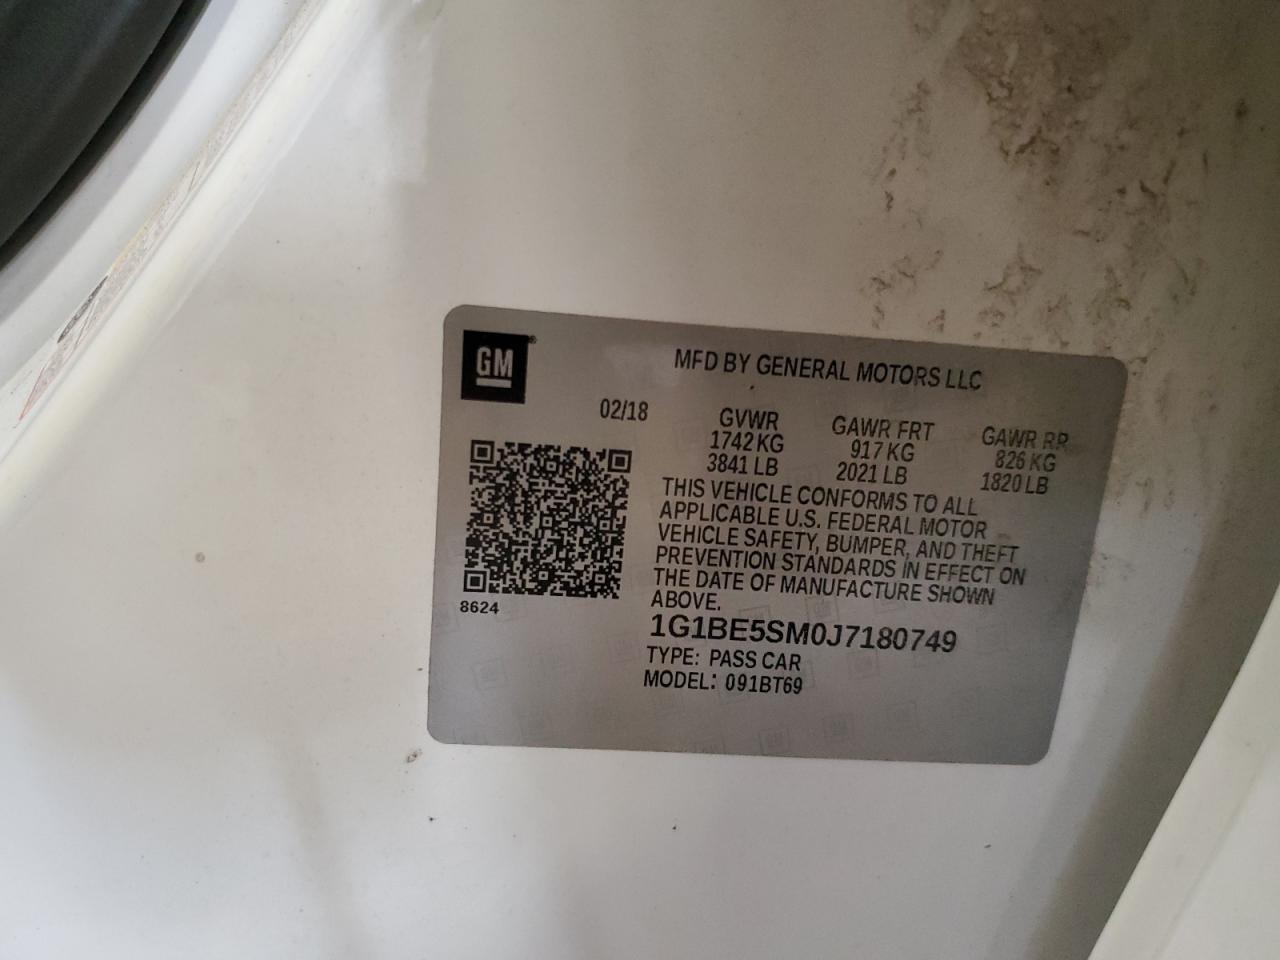 GM
MFD BY GENERAL MOTORS LLC
02/18 GVWR GAWR FRT GAWR RR
1742 KG 917 KG 826 KG
3841 LB 2021 LB 1820 LB
THIS VEHICLE CONFORMS TO ALL
APPLICABLE U.S. FEDERAL MOTOR
VEHICLE SAFETY, BUMPER, AND THEFT
PREVENTION STANDARDS IN EFFECT ON
THE DATE OF MANUFACTURE SHOWN
ABOVE.
8624
1G1BE5SM0J7180749
TYPE: PASS CAR
MODEL: 091BT69